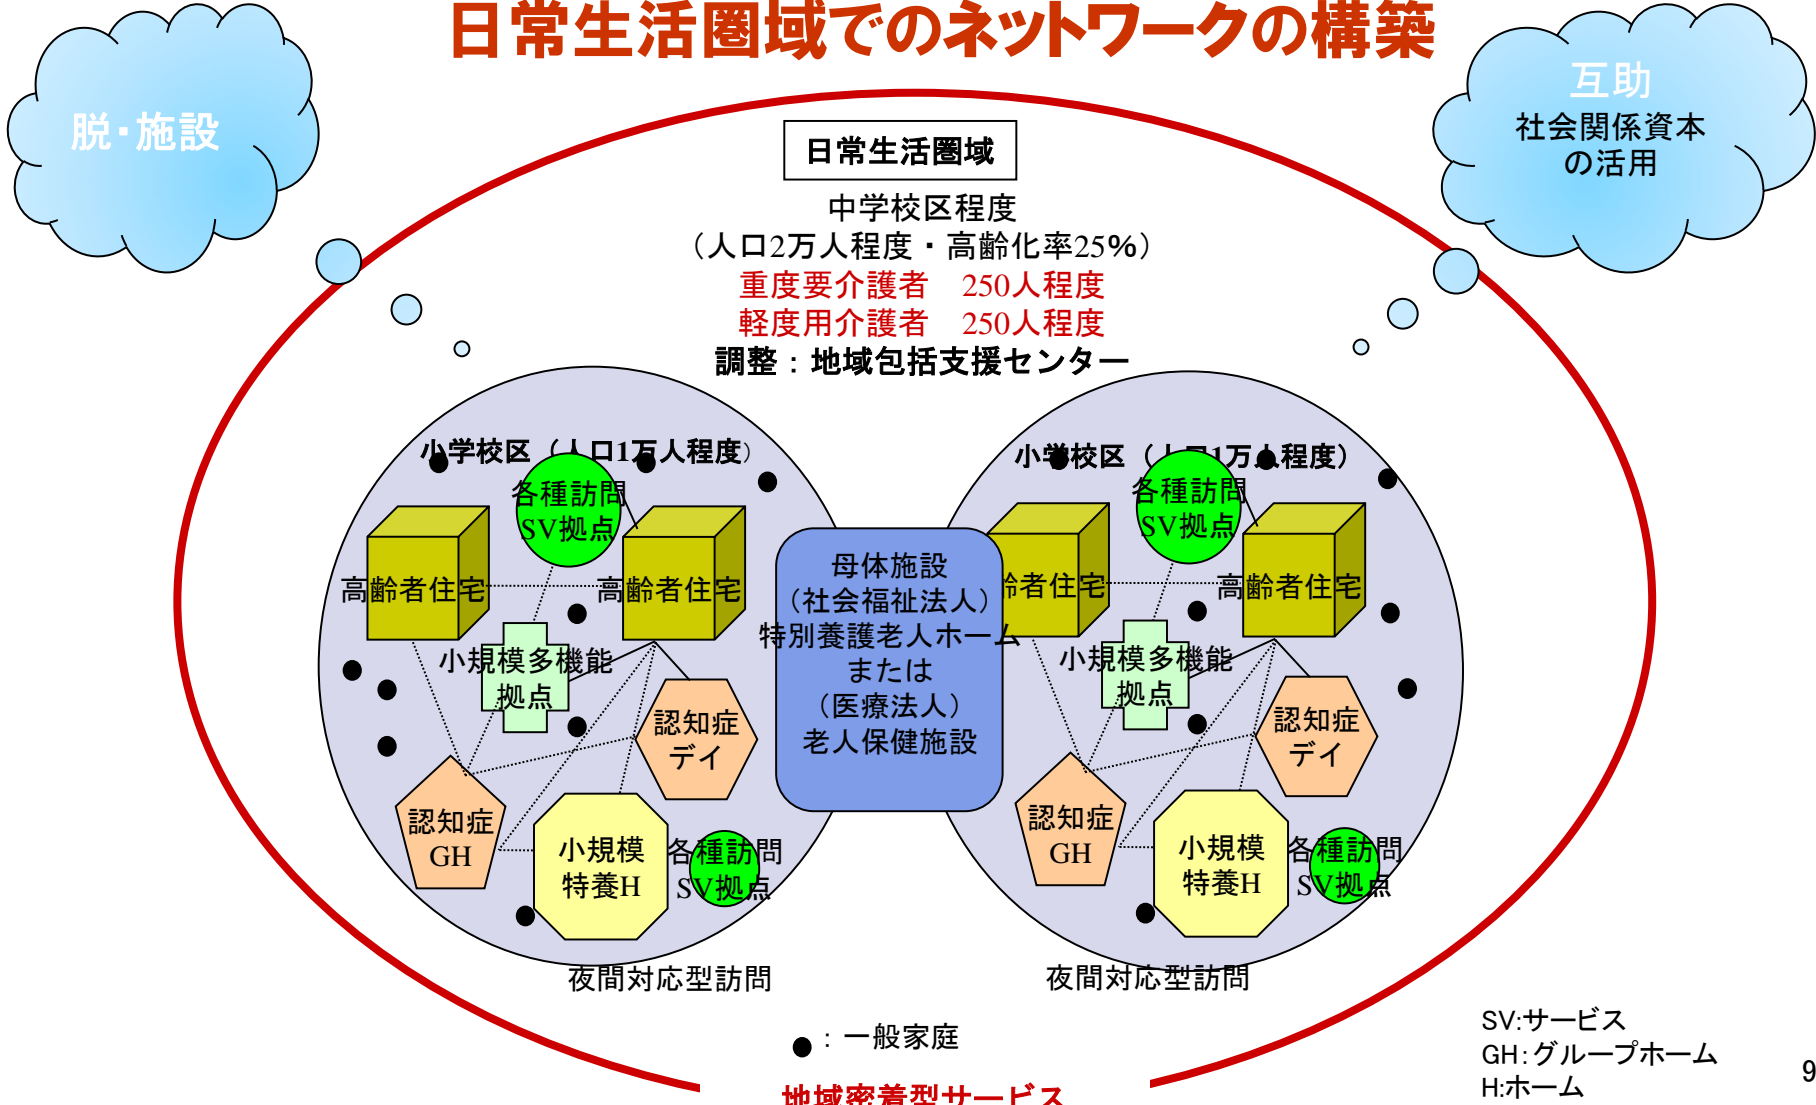 日常生活圏域でのネットワークの構築
脱・施設
互助
社会関係資本
の活用
日常生活圏域
中学校区程度
（人口2万人程度・高齢化率25%）
重度要介護者　250人程度
軽度用介護者　250人程度
調整：地域包括支援センター
小学校区（人口1万人程度）
各種訪問
SV拠点
高齢者住宅
高齢者住宅
小規模多機能
拠点
認知症
デイ
認知症
GH
小規模
特養H
各種訪問
SV拠点
夜間対応型訪問
母体施設
（社会福祉法人）
特別養護老人ホーム
または
（医療法人）
老人保健施設
小学校区（人口1万人程度）
各種訪問
SV拠点
齢者住宅
高齢者住宅
小規模多機能
拠点
認知症
デイ
認知症
GH
小規模
特養H
各種訪問
SV拠点
夜間対応型訪問
●：一般家庭
地域密着型サービス
SV:サービス
GH:グループホーム
H:ホーム
9